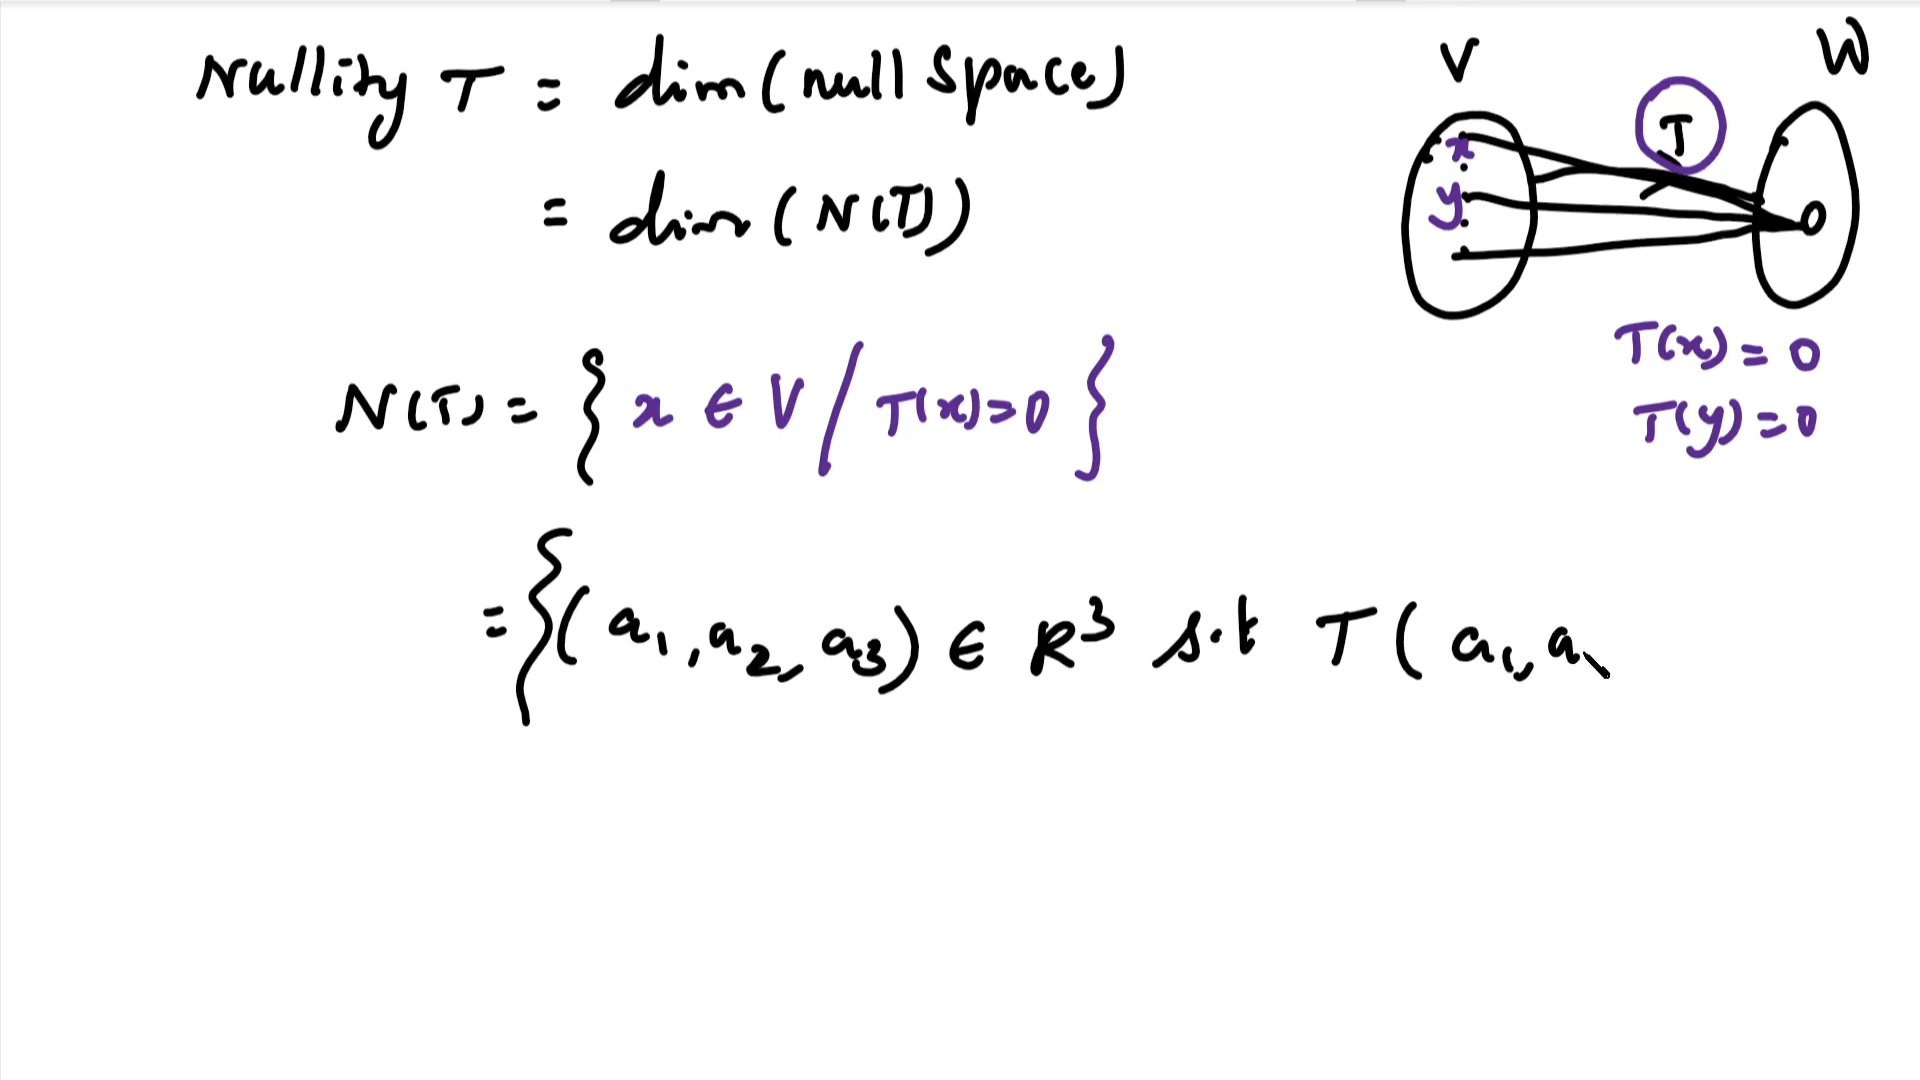 Nullity T = dim(null space)
= dim(N(T))
V
W
T
x
y
0
T(x) = 0
T(y) = 0
N(T) = { x ∈ V / T(x)=0 }
= { (a₁, a₂, a₃) ∈ R³ s.t T( a₁, a